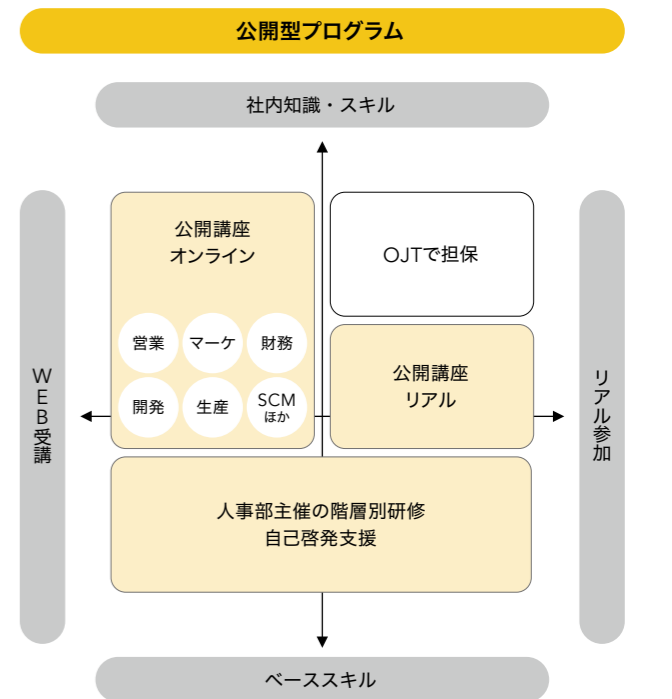 公開型プログラム
社内知識・スキル
公開講座
オンライン
OJTで担保
営業
マーケ
財務
開発
生産
SCM
ほか
公開講座
リアル
WEB受講
リアル参加
人事部主催の階層別研修
自己啓発支援
ベーススキル